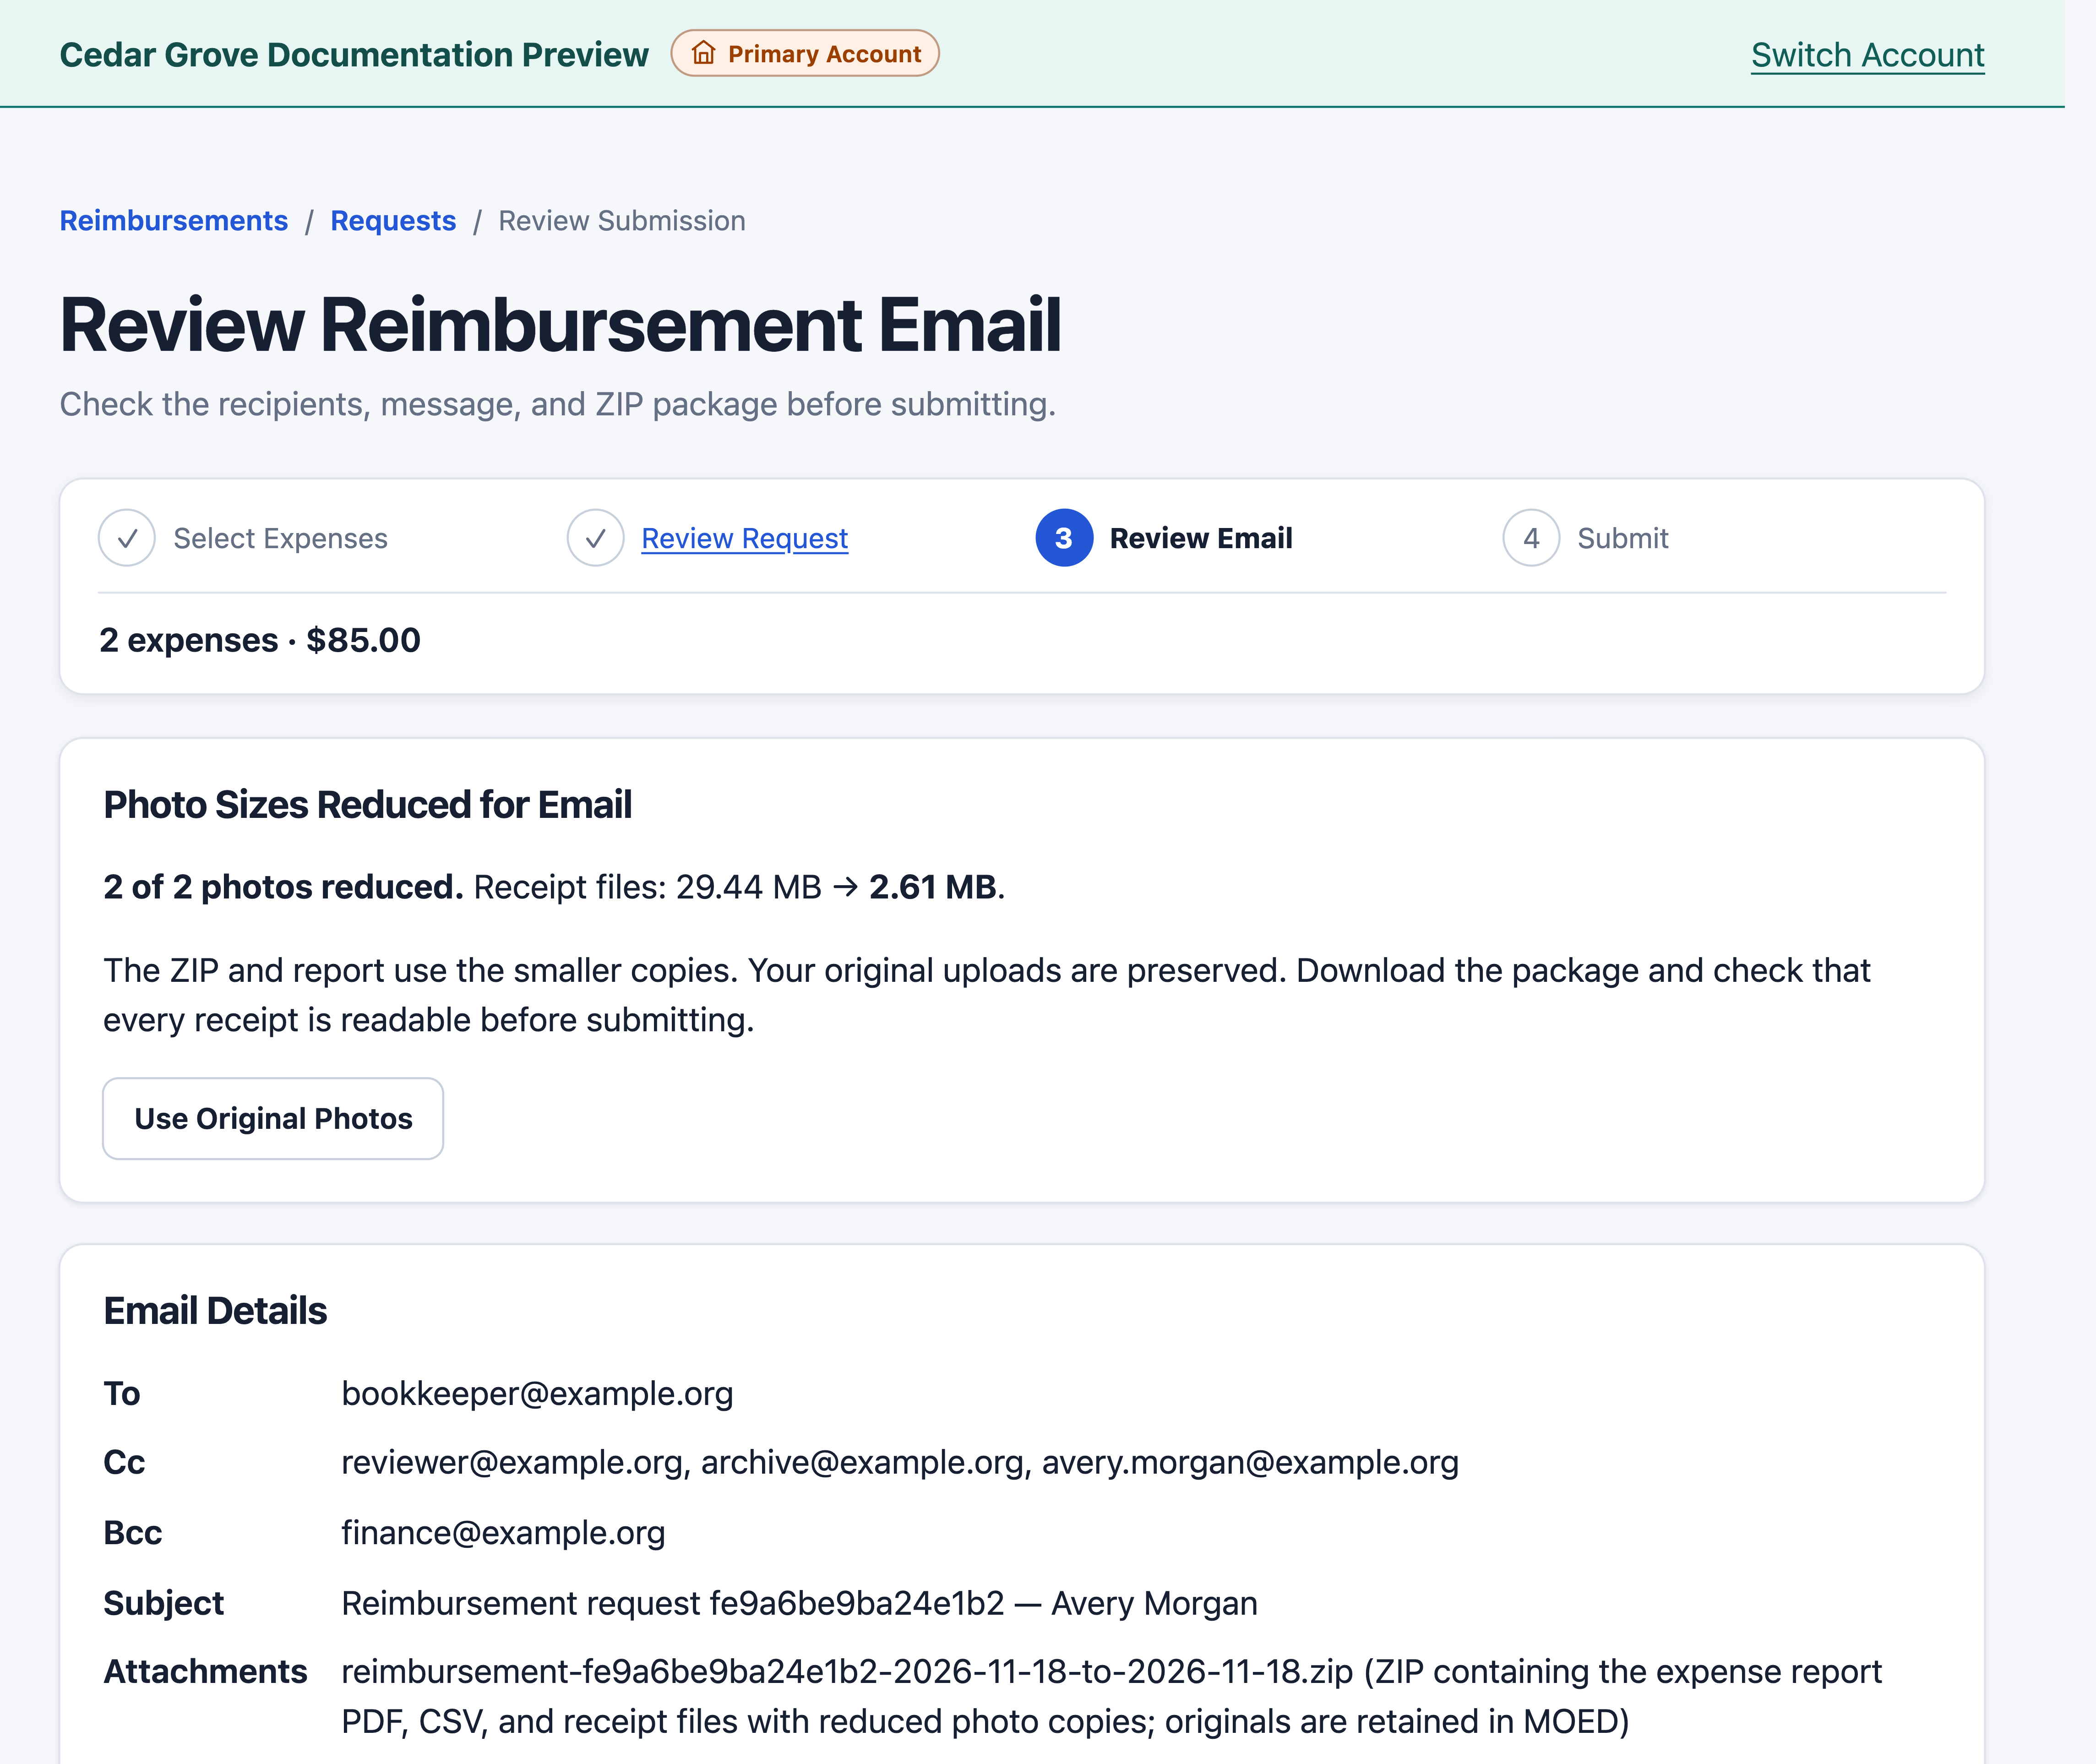 Cedar Grove Documentation Preview
Primary Account
Switch Account
Reimbursements / Requests / Review Submission
Review Reimbursement Email
Check the recipients, message, and ZIP package before submitting.
Select Expenses
Review Request
3 Review Email
4 Submit
2 expenses · $85.00
Photo Sizes Reduced for Email
2 of 2 photos reduced. Receipt files: 29.44 MB → 2.61 MB.
The ZIP and report use the smaller copies. Your original uploads are preserved. Download the package and check that
every receipt is readable before submitting.
Use Original Photos
Email Details
To bookkeeper@example.org
Cc reviewer@example.org, archive@example.org, avery.morgan@example.org
Bcc finance@example.org
Subject Reimbursement request fe9a6be9ba24e1b2 — Avery Morgan
Attachments reimbursement-fe9a6be9ba24e1b2-2026-11-18-to-2026-11-18.zip (ZIP containing the expense report
PDF, CSV, and receipt files with reduced photo copies; originals are retained in MOED)